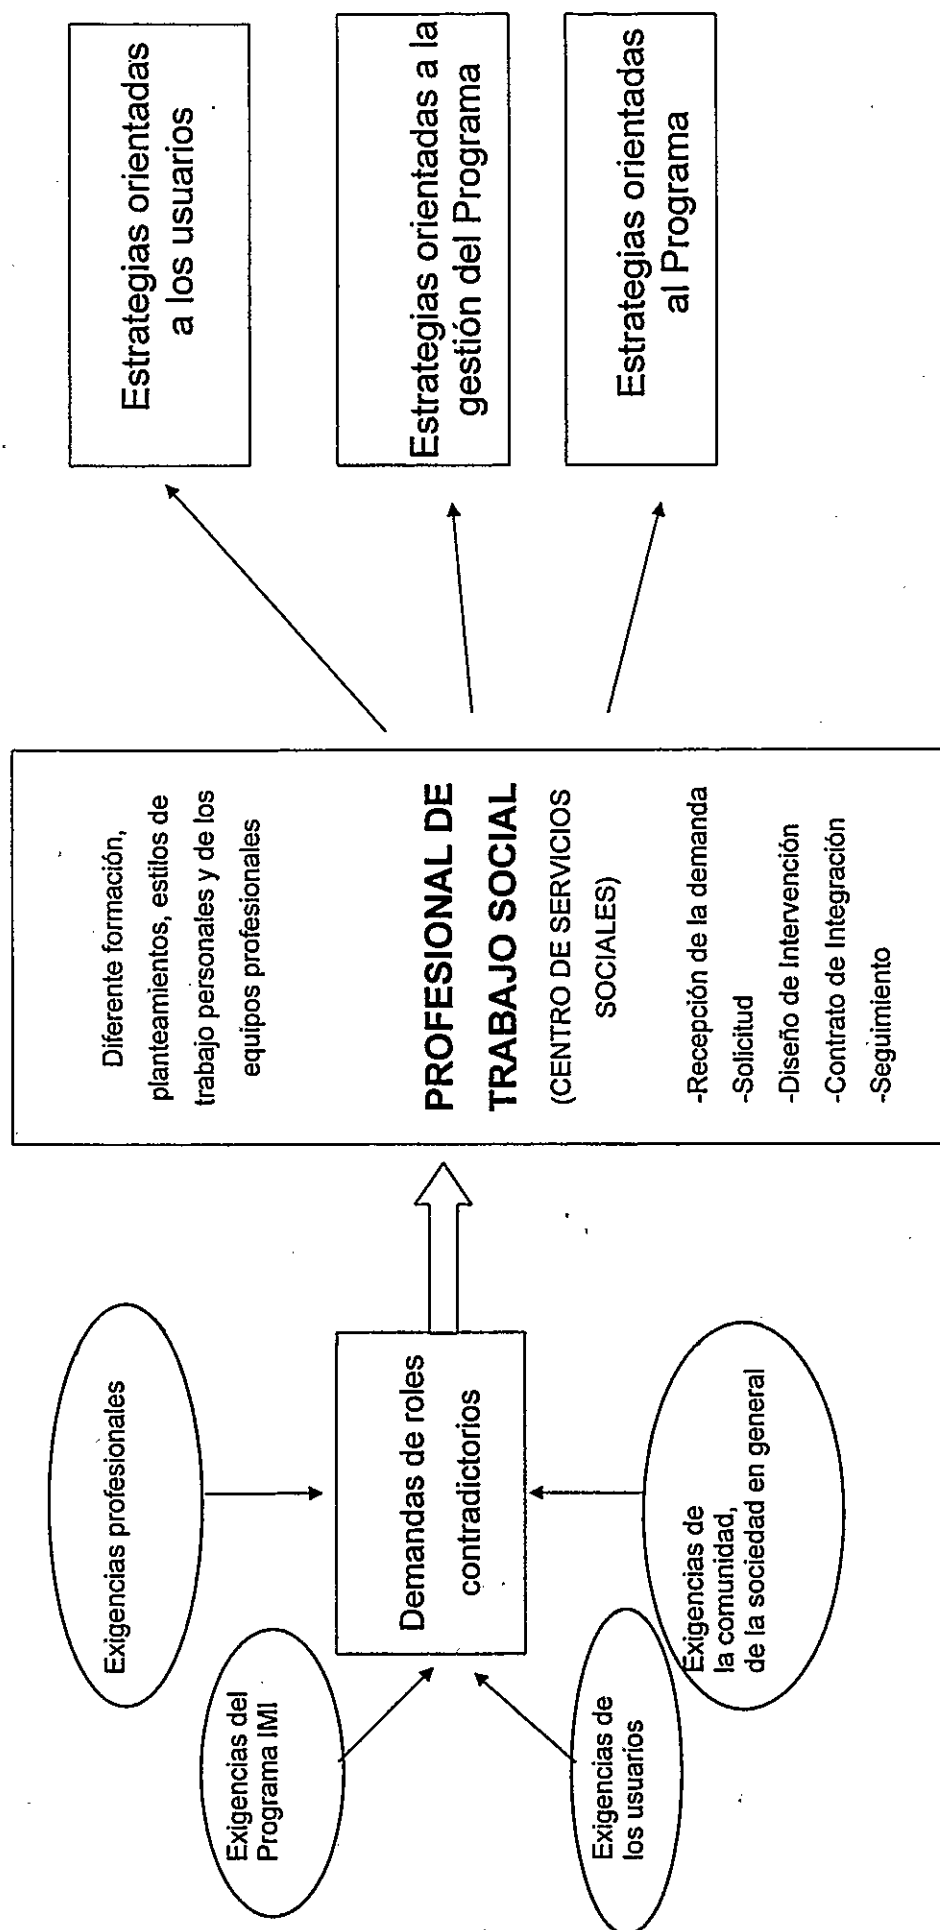 Exigencias profesionales
Exigencias del
Programa IMI
Demandas de roles
contradictorios
Exigencias de
los usuarios
Exigencias de
la comunidad,
de la sociedad en general
Diferente formación,
planteamientos, estilos de
trabajo personales y de los
equipos profesionales
PROFESIONAL DE
TRABAJO SOCIAL
(CENTRO DE SERVICIOS
SOCIALES)
-Recepción de la demanda
-Solicitud
-Diseño de Intervención
-Contrato de Integración
-Seguimiento
Estrategias orientadas
a los usuarios
Estrategias orientadas a la
gestión del Programa
Estrategias orientadas
al Programa